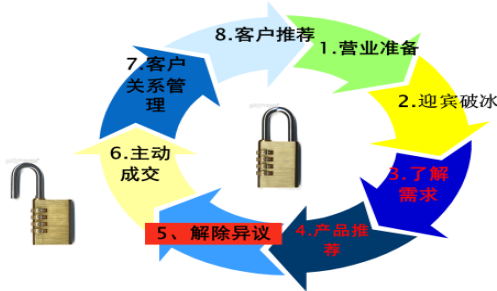 8.客户推荐
1.营业准备
7.客户
关系管
理
2.迎宾破冰
6.主动
成交
3.了解
需求
4.产品推
荐
5、解除异议